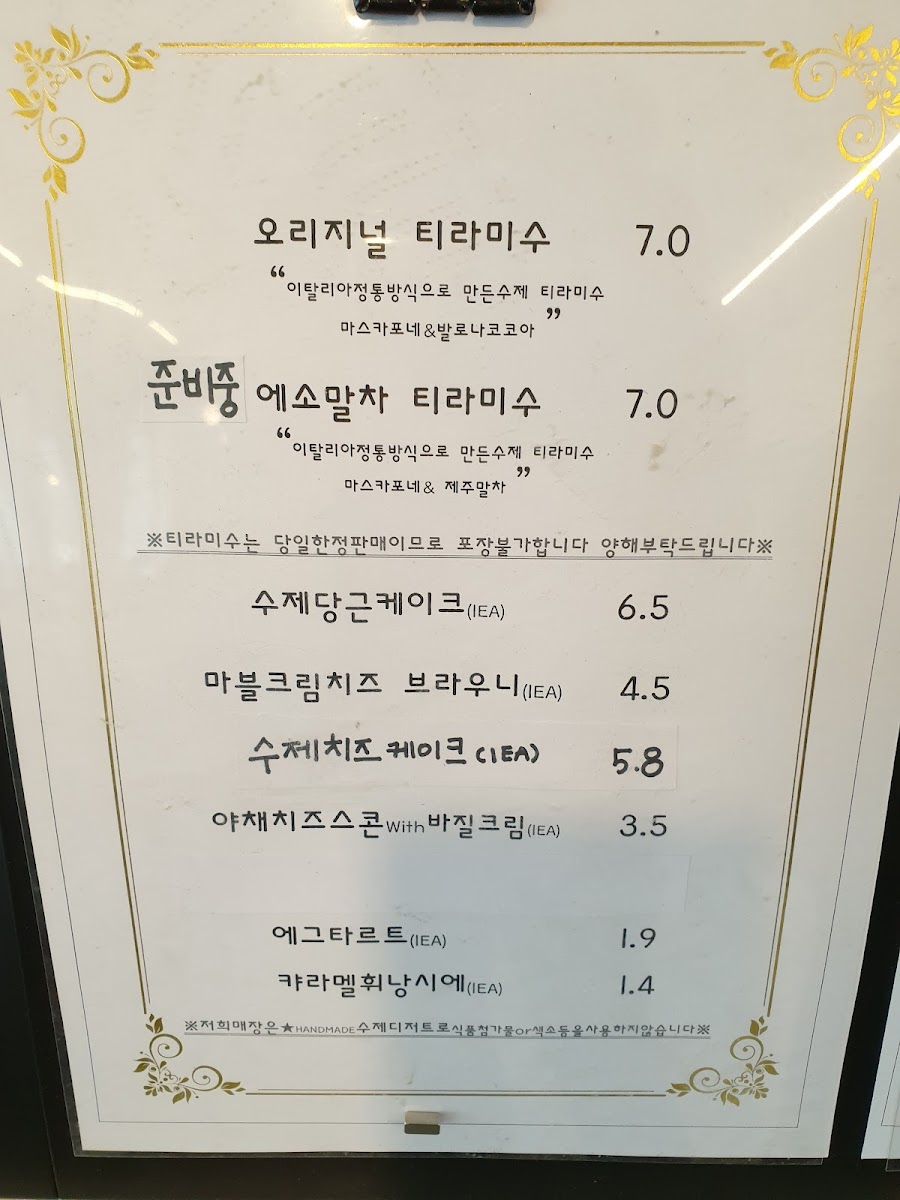 오리지널 티라미수 7.0
“이탈리아정통방식으로 만든수제 티라미수
마스카포네&발로나코코아”
준비중 에소말차 티라미수 7.0
“이탈리아정통방식으로 만든수제 티라미수
마스카포네& 제주말차”
※티라미수는 당일한정판매이므로 포장불가합니다 양해부탁드립니다※
수제당근케이크(1EA) 6.5
마블크림치즈 브라우니(1EA) 4.5
수제치즈케이크(1EA) 5.8
야채치즈스콘With바질크림(1EA) 3.5
에그타르트(1EA) 1.9
캬라멜휘낭시에(1EA) 1.4
※저희매장은★HANDMADE수제디저트로식품첨가물or색소등을사용하지않습니다※